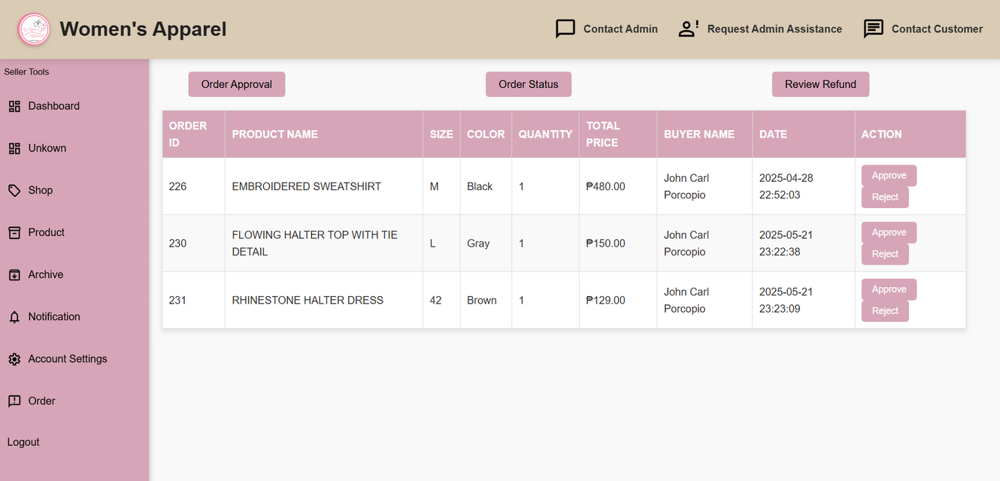 Women's Apparel
Contact Admin
Request Admin Assistance
Contact Customer
Seller Tools
Dashboard
Unkown
Shop
Product
Archive
Notification
Account Settings
Order
Logout
Order Approval
Order Status
Review Refund
ORDER
ID
PRODUCT NAME
SIZE
COLOR
QUANTITY
TOTAL
PRICE
BUYER NAME
DATE
ACTION
226
EMBROIDERED SWEATSHIRT
M
Black
1
₱480.00
John Carl
Porcopio
2025-04-28
22:52:03
Approve
Reject
230
FLOWING HALTER TOP WITH TIE
DETAIL
L
Gray
1
₱150.00
John Carl
Porcopio
2025-05-21
23:22:38
Approve
Reject
231
RHINESTONE HALTER DRESS
42
Brown
1
₱129.00
John Carl
Porcopio
2025-05-21
23:23:09
Approve
Reject